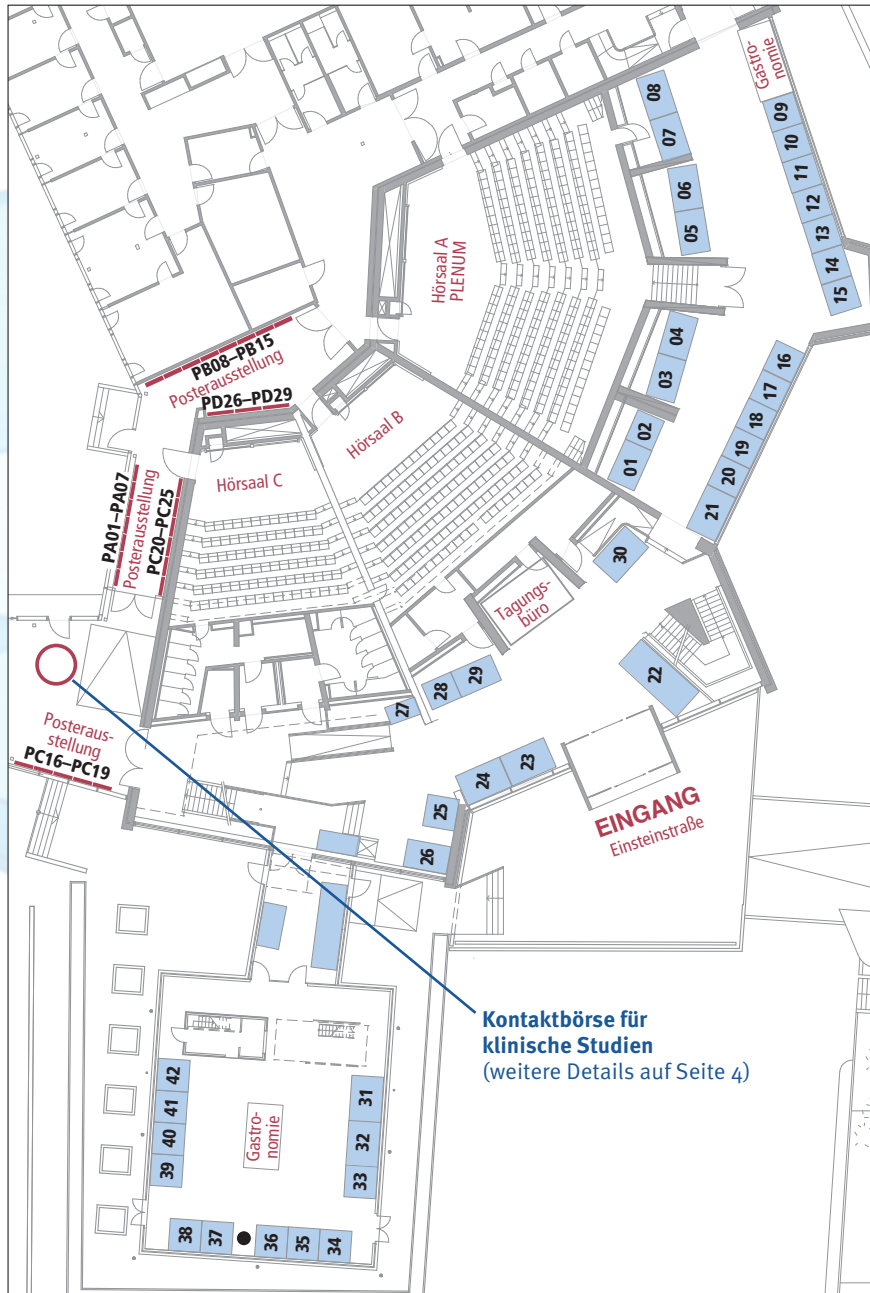 Gastro-
nomie
08
07
06
05
09
10
11
12
13
14
15
Hörsaal A
PLENUM
04
03
02
01
16
17
18
19
20
21
PB08–PB15
Posterausstellung
PD26–PD29
Hörsaal B
Hörsaal C
PA01–PA07
Posterausstellung
PC20–PC25
30
Tagungs-
büro
22
29
28
27
Posteraus-
stellung
PC16–PC19
24
23
25
26
EINGANG
Einsteinstraße
Kontaktbörse für
klinische Studien
(weitere Details auf Seite 4)
42
41
40
39
31
32
33
Gastro-
nomie
38
37
36
35
34